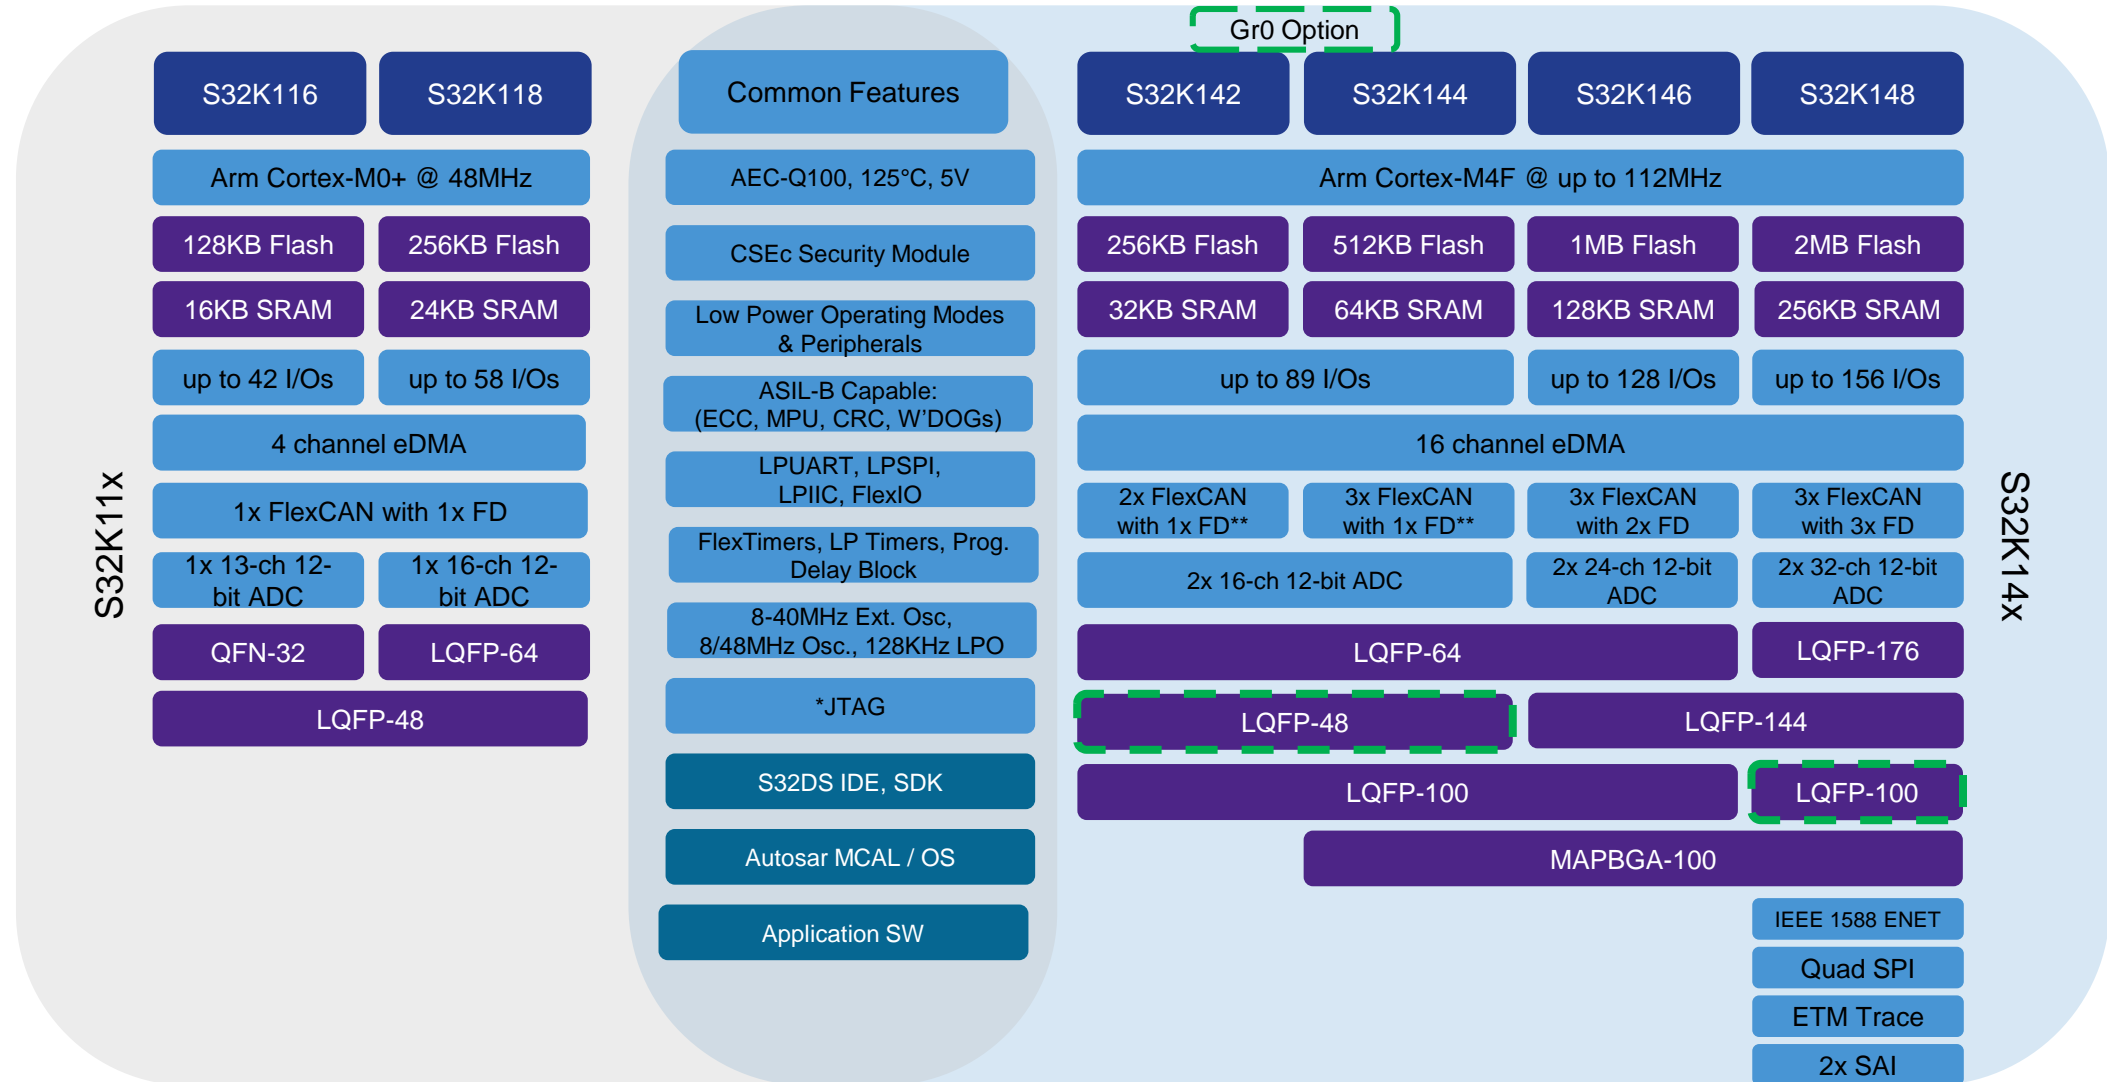 Gr0 Option
S32K116
S32K118
Common Features
S32K142
S32K144
S32K146
S32K148
Arm Cortex-M0+ @ 48MHz
AEC-Q100, 125°C, 5V
Arm Cortex-M4F @ up to 112MHz
128KB Flash
256KB Flash
CSEc Security Module
256KB Flash
512KB Flash
1MB Flash
2MB Flash
16KB SRAM
24KB SRAM
Low Power Operating Modes
& Peripherals
32KB SRAM
64KB SRAM
128KB SRAM
256KB SRAM
up to 42 I/Os
up to 58 I/Os
ASIL-B Capable:
(ECC, MPU, CRC, W'DOGs)
up to 89 I/Os
up to 128 I/Os
up to 156 I/Os
4 channel eDMA
LPUART, LPSPI,
LPIIC, FlexIO
16 channel eDMA
S32K11x
1x FlexCAN with 1x FD
FlexTimers, LP Timers, Prog.
Delay Block
2x FlexCAN
with 1x FD**
3x FlexCAN
with 1x FD**
3x FlexCAN
with 2x FD
3x FlexCAN
with 3x FD
S32K14x
1x 13-ch 12-
bit ADC
1x 16-ch 12-
bit ADC
8-40MHz Ext. Osc,
8/48MHz Osc., 128KHz LPO
2x 16-ch 12-bit ADC
2x 24-ch 12-bit
ADC
2x 32-ch 12-bit
ADC
QFN-32
LQFP-64
*JTAG
LQFP-64
LQFP-176
LQFP-48
LQFP-48
LQFP-144
S32DS IDE, SDK
LQFP-100
LQFP-100
Autosar MCAL / OS
MAPBGA-100
Application SW
IEEE 1588 ENET
Quad SPI
ETM Trace
2x SAI